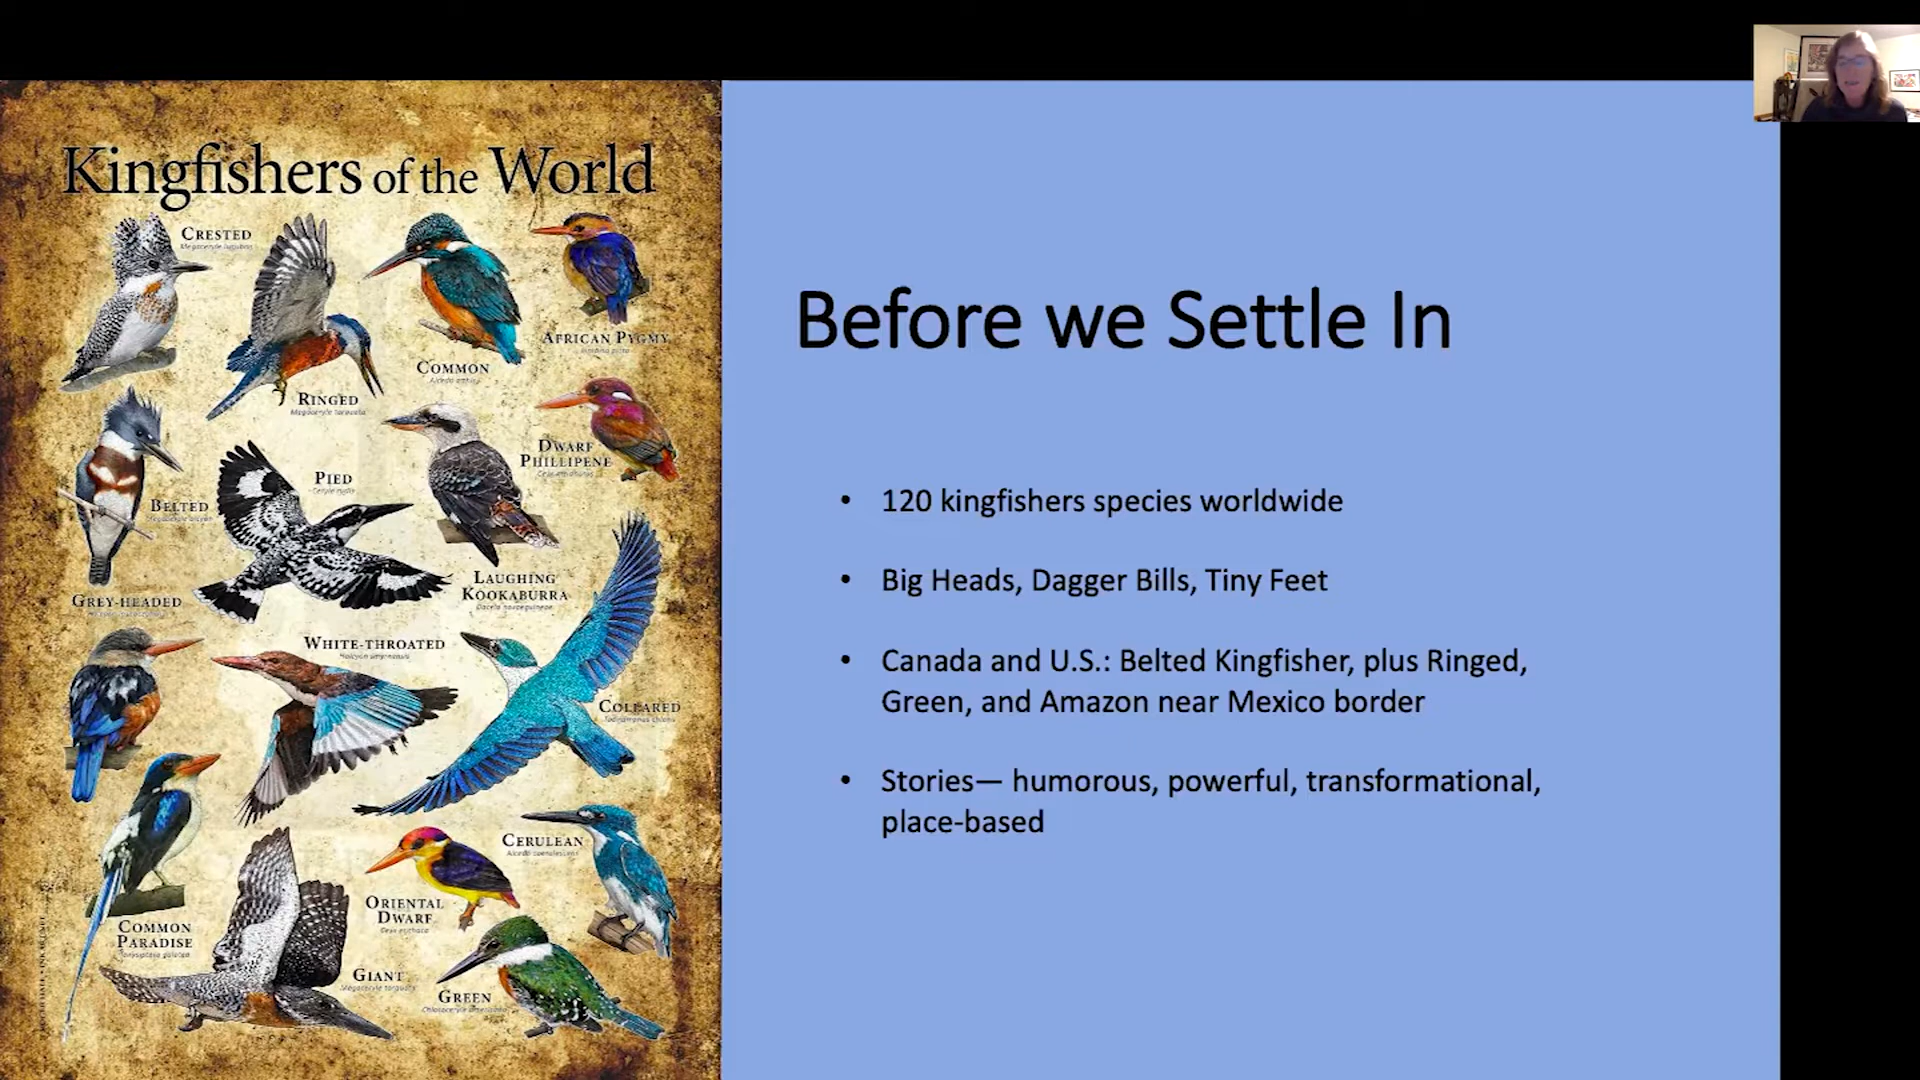 Kingfishers of the World
CRESTED
AFRICAN PYGMY
COMMON
RINGED
DWARF
PHILLIPENE
PIED
BELTED
LAUGHING
KOOKABURRA
GREY-HEADED
WHITE-THROATED
COLLARED
CERULEAN
ORIENTAL
DWARF
COMMON
PARADISE
GIANT
GREEN
Before we Settle In
• 120 kingfishers species worldwide
• Big Heads, Dagger Bills, Tiny Feet
• Canada and U.S.: Belted Kingfisher, plus Ringed,
Green, and Amazon near Mexico border
• Stories— humorous, powerful, transformational,
place-based